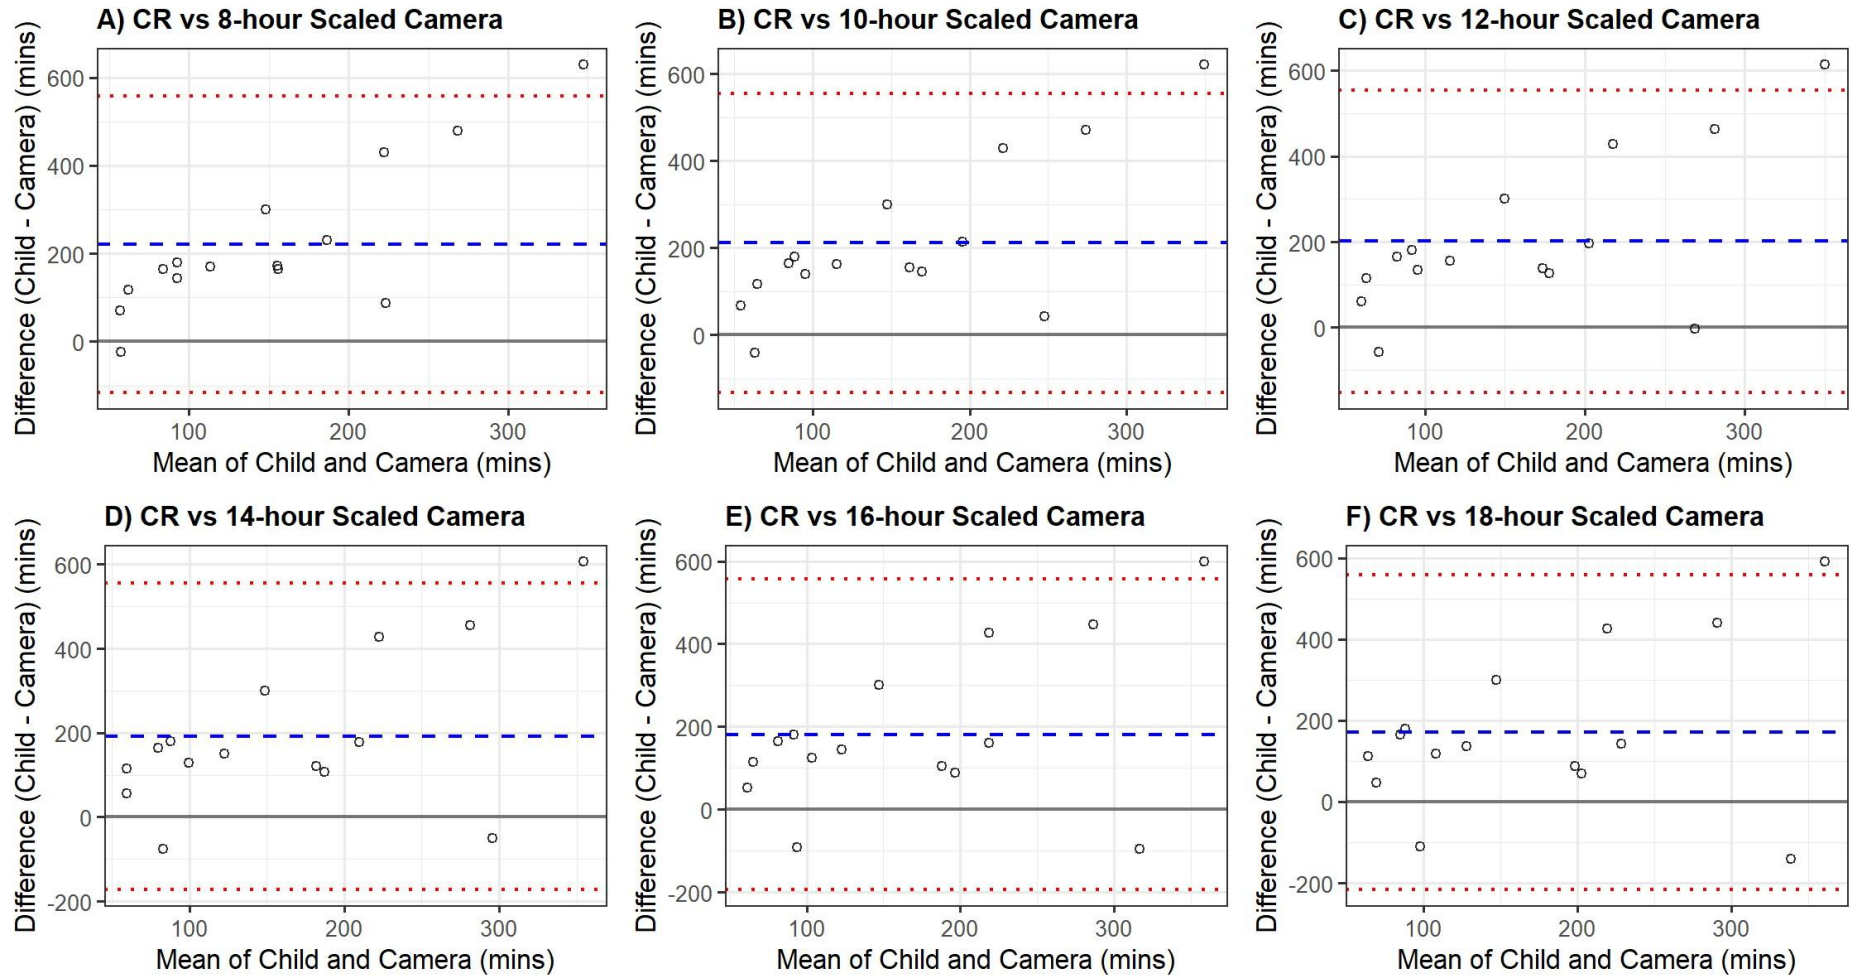 A) CR vs 8-hour Scaled Camera
Difference (Child - Camera) (mins)
600
400
200
0
100
200
300
Mean of Child and Camera (mins)
B) CR vs 10-hour Scaled Camera
Difference (Child - Camera) (mins)
600
400
200
0
100
200
300
Mean of Child and Camera (mins)
C) CR vs 12-hour Scaled Camera
Difference (Child - Camera) (mins)
600
400
200
0
100
200
300
Mean of Child and Camera (mins)
D) CR vs 14-hour Scaled Camera
Difference (Child - Camera) (mins)
600
400
200
0
-200
100
200
300
Mean of Child and Camera (mins)
E) CR vs 16-hour Scaled Camera
Difference (Child - Camera) (mins)
600
400
200
0
-200
100
200
300
Mean of Child and Camera (mins)
F) CR vs 18-hour Scaled Camera
Difference (Child - Camera) (mins)
600
400
200
0
-200
100
200
300
Mean of Child and Camera (mins)